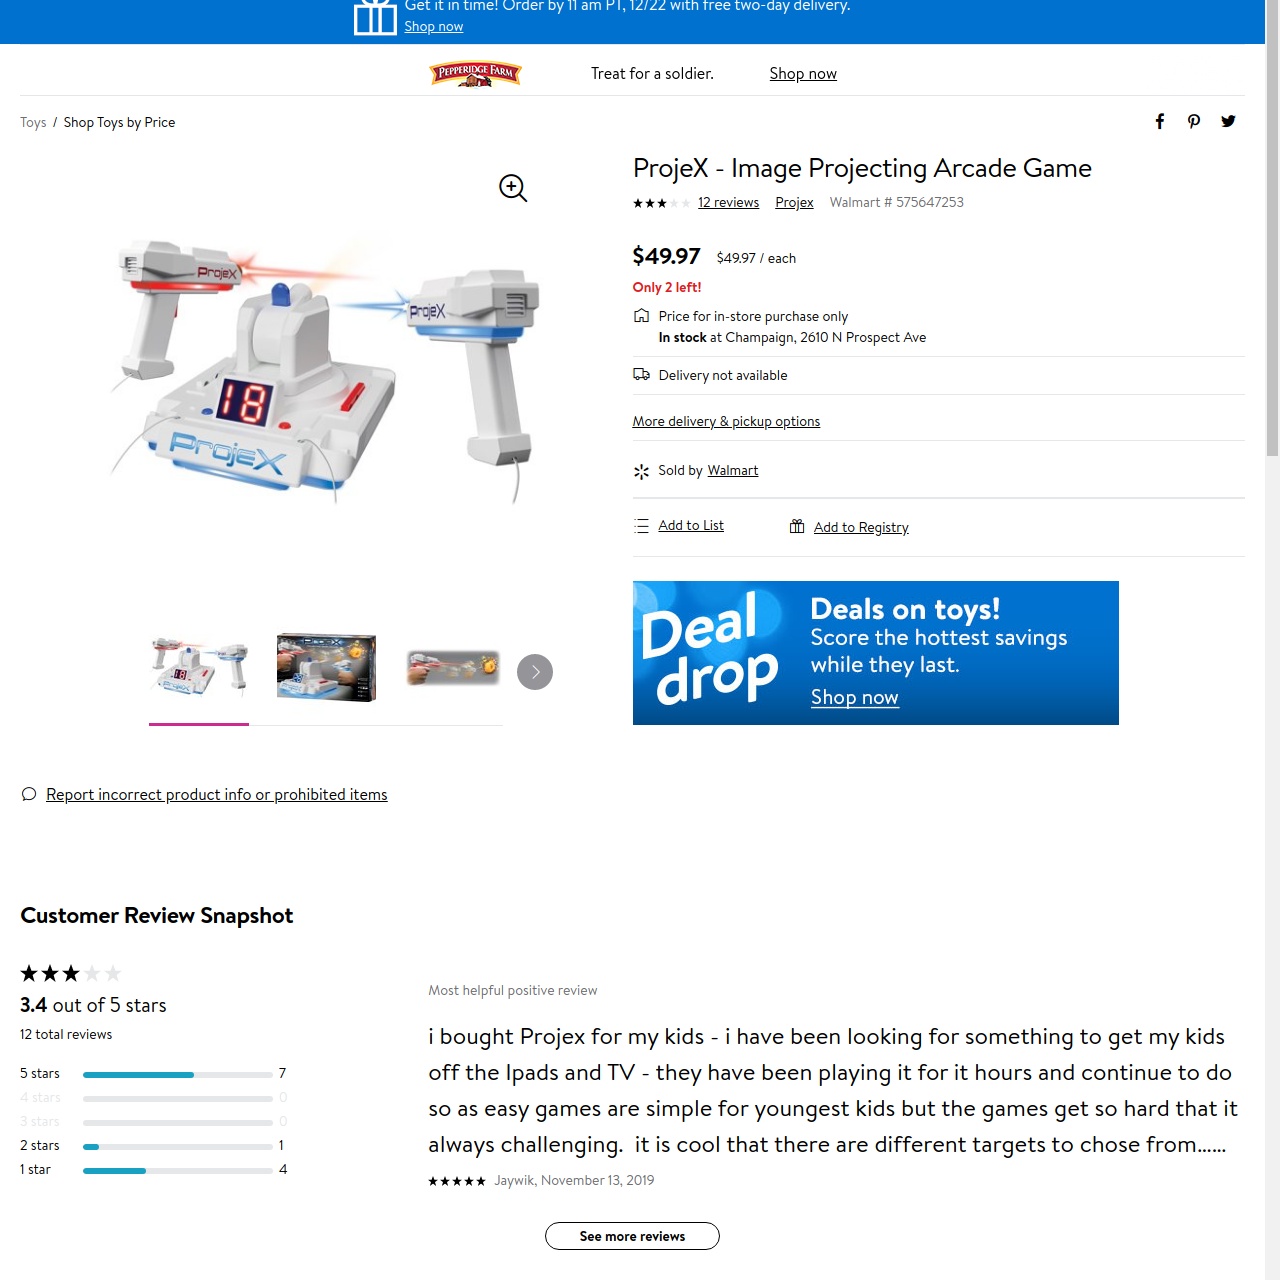 Get it in time! Order by 11 am PT, 12/22 with free two-day delivery.
Shop now
PEPPERIDGE FARM
Treat for a soldier.
Shop now
Toys / Shop Toys by Price
ProjeX - Image Projecting Arcade Game
12 reviews Projex Walmart # 575647253
$49.97 $49.97 / each
Only 2 left!
Price for in-store purchase only
In stock at Champaign, 2610 N Prospect Ave
Delivery not available
More delivery & pickup options
Sold by Walmart
Add to List
Add to Registry
ProjeX
ProjeX
18
ProjeX
Deal
drop
Deals on toys!
Score the hottest savings
while they last.
Shop now
Report incorrect product info or prohibited items
Customer Review Snapshot
3.4 out of 5 stars
12 total reviews
5 stars 7
4 stars 0
3 stars 0
2 stars 1
1 star 4
Most helpful positive review
i bought Projex for my kids - i have been looking for something to get my kids
off the Ipads and TV - they have been playing it for it hours and continue to do
so as easy games are simple for youngest kids but the games get so hard that it
always challenging.  it is cool that there are different targets to chose from......
Jaywik, November 13, 2019
See more reviews